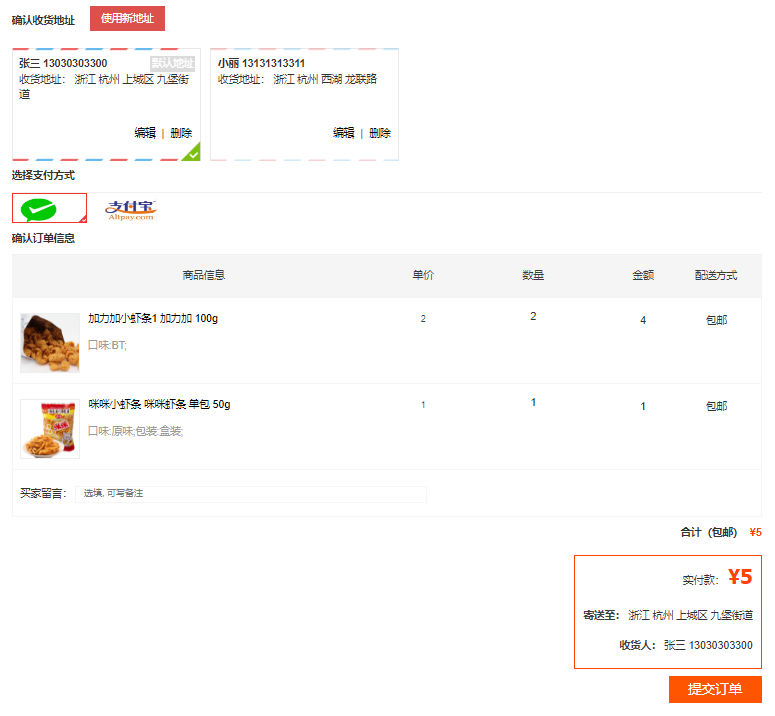 确认收货地址 使用新地址
张三 13030303300 默认地址
收货地址: 浙江 杭州 上城区 九堡街
道
编辑 | 删除
小丽 13131313311
收货地址: 浙江 杭州 西湖 龙联路
编辑 | 删除
选择支付方式
支付宝
Alipay.com
确认订单信息
商品信息 单价 数量 金额 配送方式
加力加小虾条1 加力加 100g 2 2 4 包邮
口味:BT;
咪咪小虾条 咪咪虾条 单包 50g 1 1 1 包邮
口味:原味;包装:盒装;
买家留言: 选填, 可写备注
合计（包邮） ¥5
实付款: ¥5
寄送至: 浙江 杭州 上城区 九堡街道
收货人: 张三 13030303300
提交订单